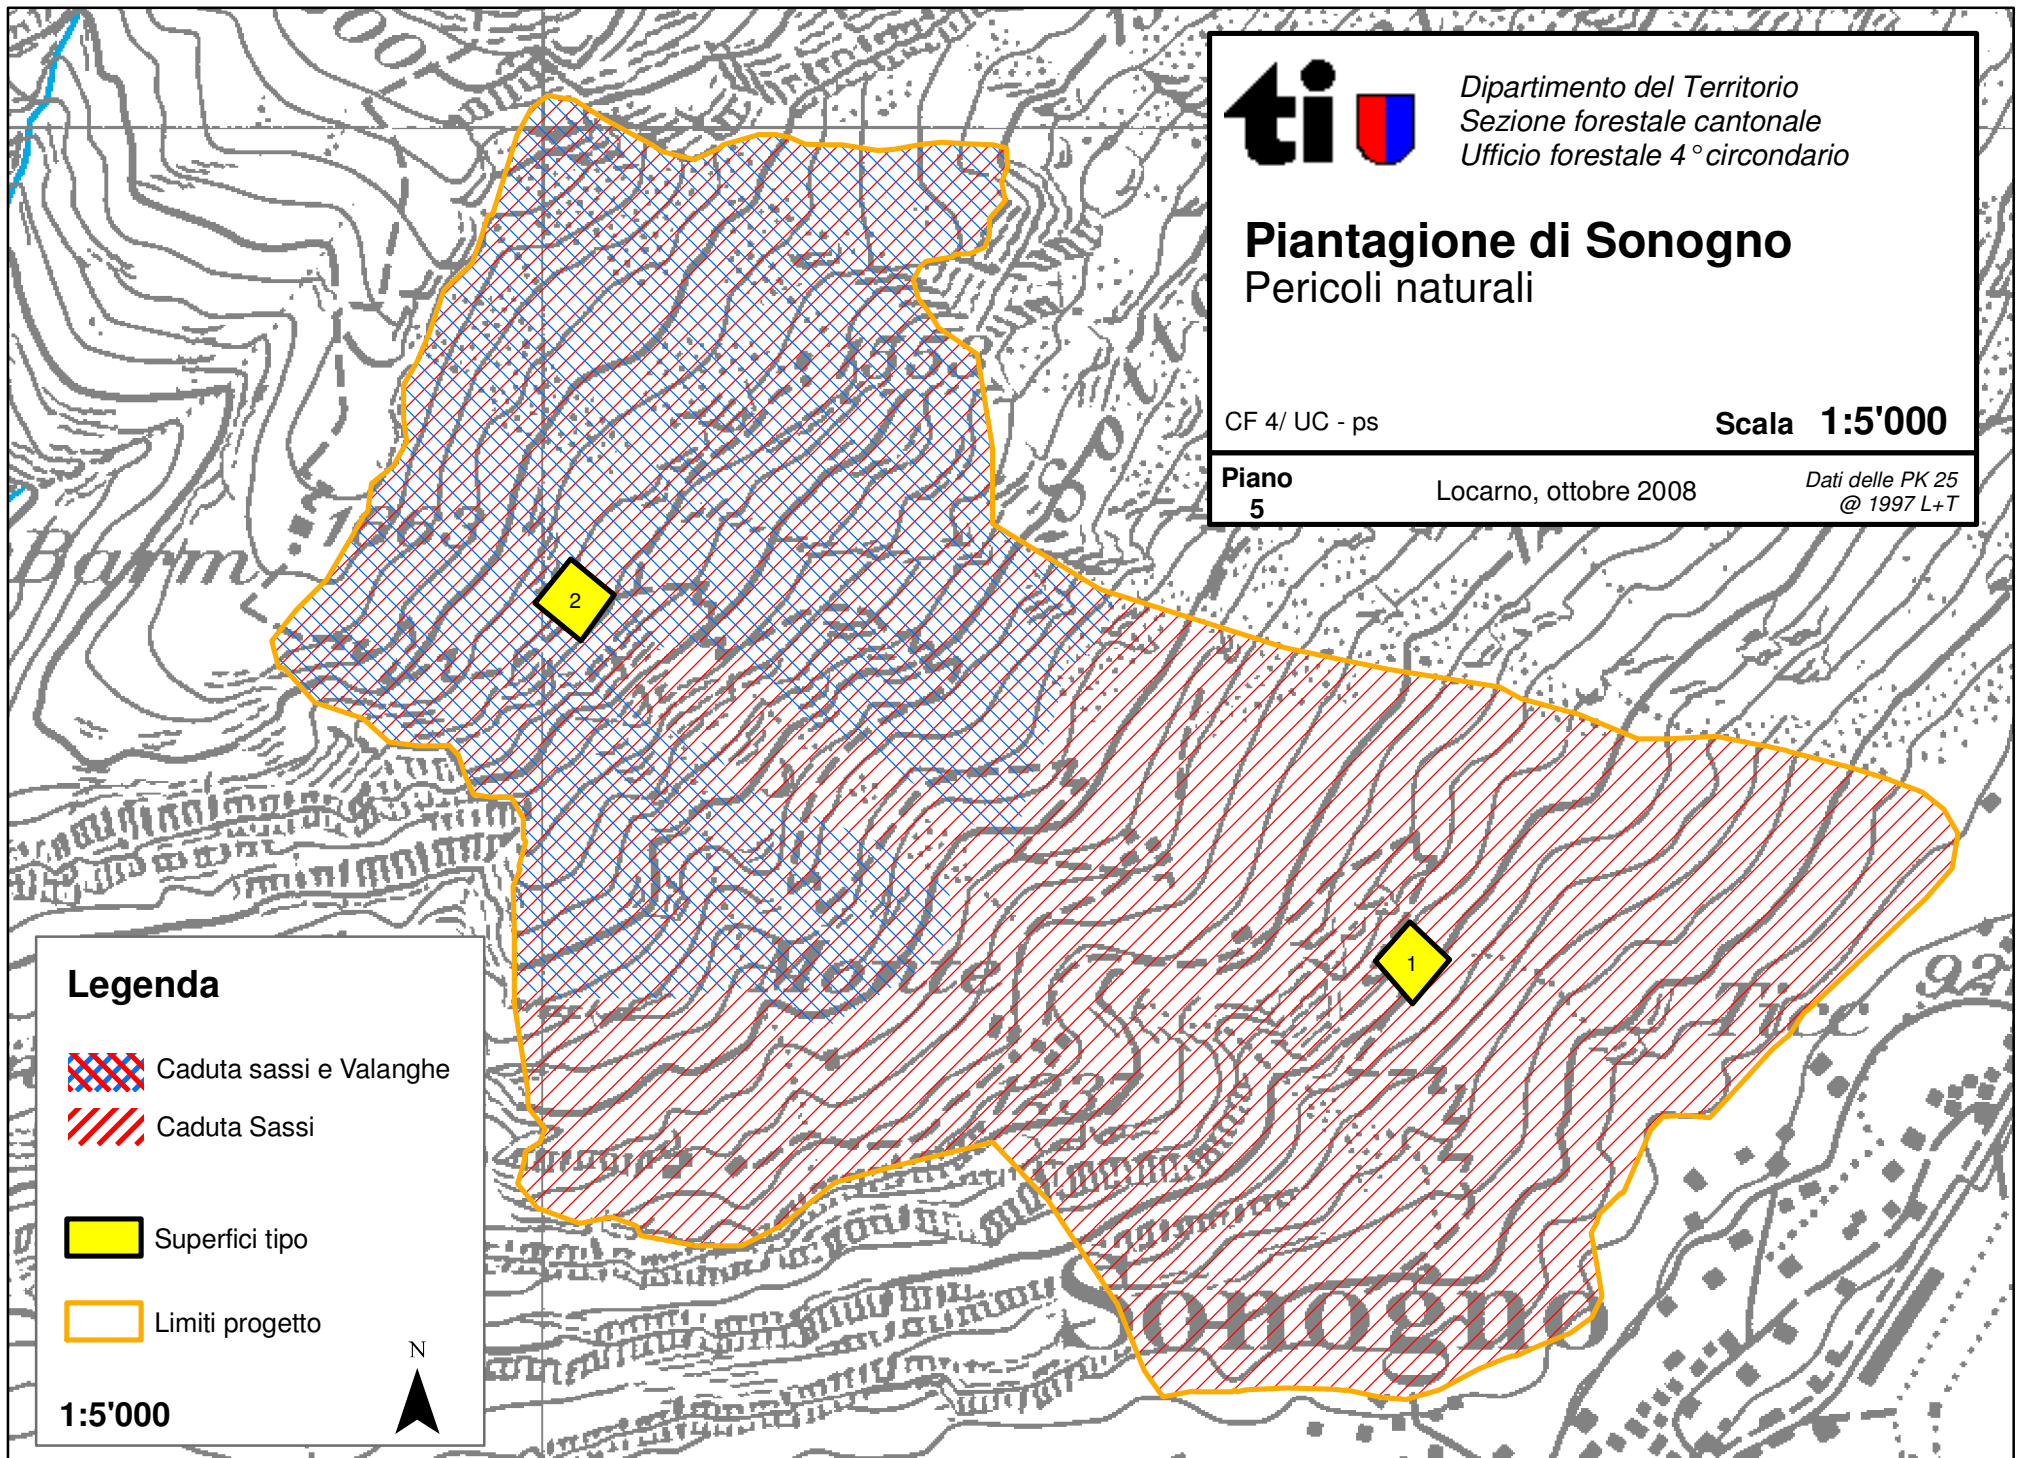 ti
Dipartimento del Territorio
Sezione forestale cantonale
Ufficio forestale 4° circondario
Piantagione di Sonogno
Pericoli naturali
CF 4/ UC - ps
Scala 1:5'000
Piano
5
Locarno, ottobre 2008
Dati delle PK 25
@ 1997 L+T
Barm
2
1
Monte
92
Sonogno
Legenda
Caduta sassi e Valanghe
Caduta Sassi
Superfici tipo
Limiti progetto
N
1:5'000